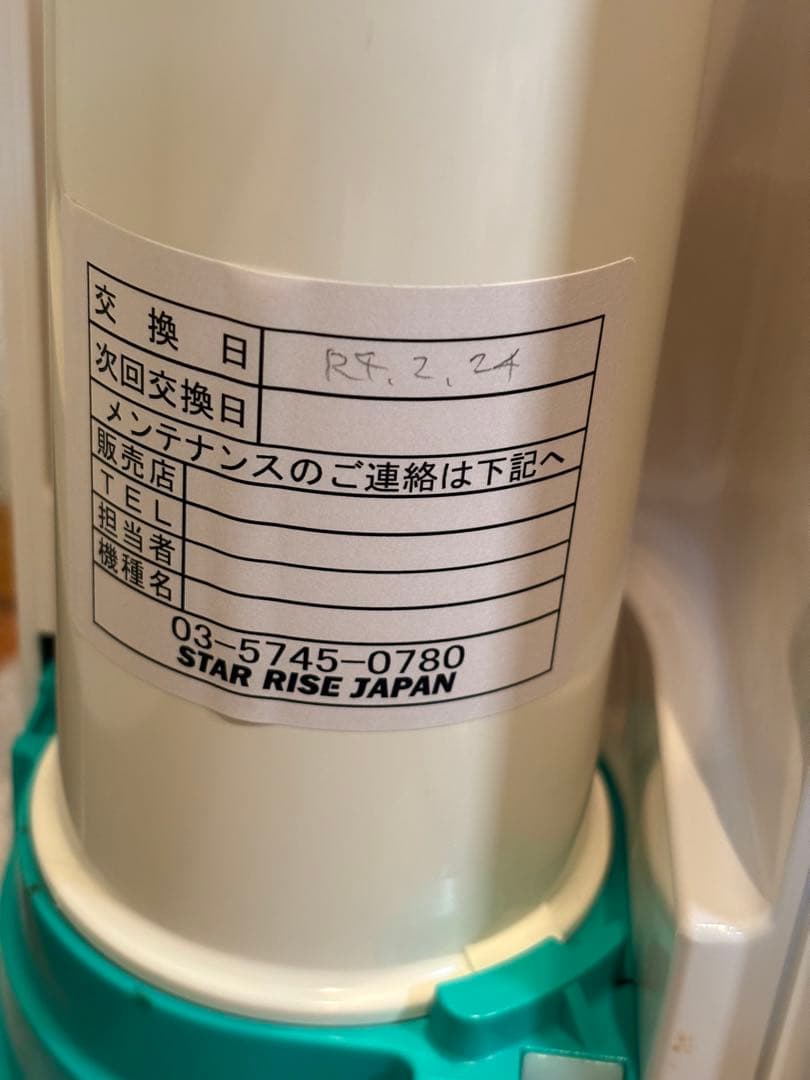 交換日 R4.2.24
次回交換日
メンテナンスのご連絡は下記へ
販売店
TEL
担当者
機種名
03-5745-0780
STAR RISE JAPAN